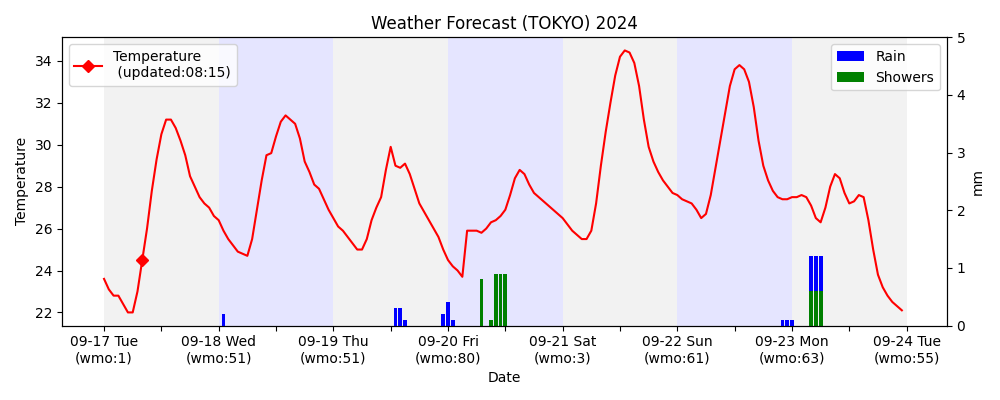 Weather Forecast (TOKYO) 2024
Temperature
(updated:08:15)
Rain
Showers
34
32
30
28
26
24
22
Temperature
5
4
3
2
1
0
mm
09-17 Tue 09-18 Wed 09-19 Thu 09-20 Fri 09-21 Sat 09-22 Sun 09-23 Mon 09-24 Tue
(wmo:1) (wmo:51) (wmo:51) (wmo:80) (wmo:3) (wmo:61) (wmo:63) (wmo:55)
Date